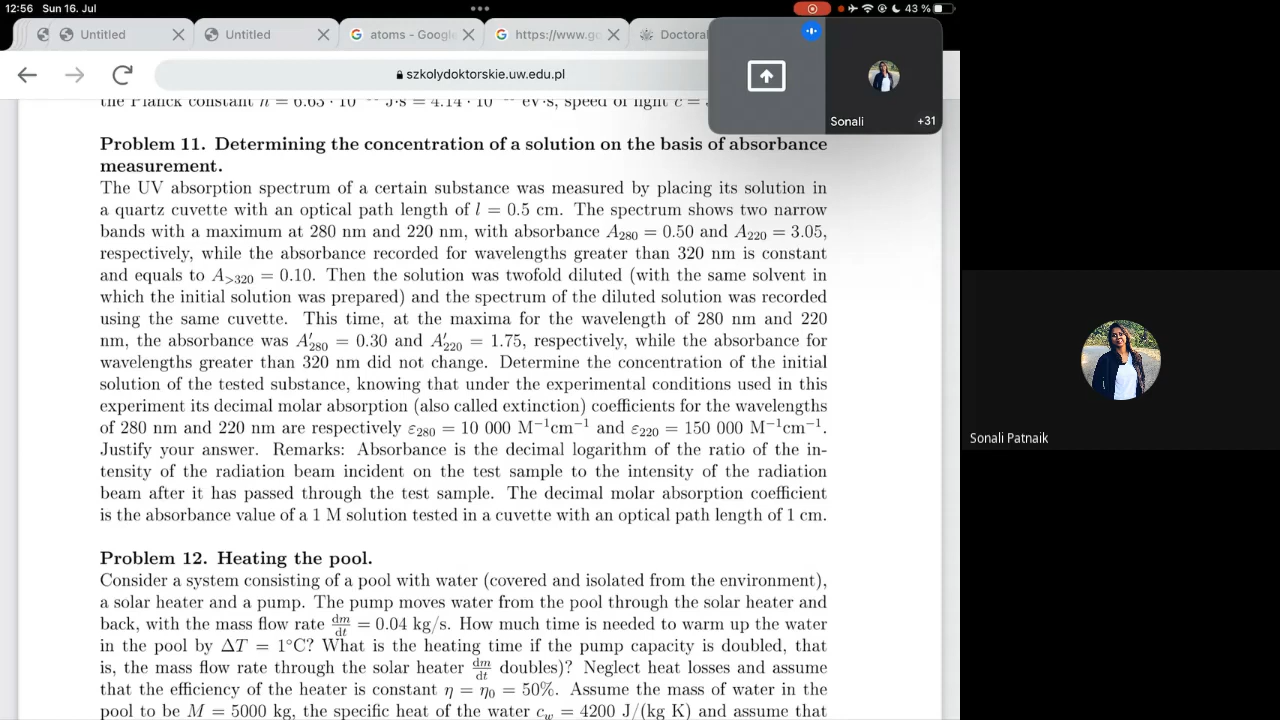 12:56 Sun 16. Jul
43 %
Untitled
Untitled
atoms - Google
https://www.go
Doctoral
szkolydoktorskie.uw.edu.pl
Sonali
+31
the Planck constant
Problem 11. Determining the concentration of a solution on the basis of absorbance
measurement.
The UV absorption spectrum of a certain substance was measured by placing its solution in
a quartz cuvette with an optical path length of l = 0.5 cm. The spectrum shows two narrow
bands with a maximum at 280 nm and 220 nm, with absorbance A₂₈₀ = 0.50 and A₂₂₀ = 3.05,
respectively, while the absorbance recorded for wavelengths greater than 320 nm is constant
and equals to A>₃₂₀ = 0.10. Then the solution was twofold diluted (with the same solvent in
which the initial solution was prepared) and the spectrum of the diluted solution was recorded
using the same cuvette. This time, at the maxima for the wavelength of 280 nm and 220
nm, the absorbance was A′₂₈₀ = 0.30 and A′₂₂₀ = 1.75, respectively, while the absorbance for
wavelengths greater than 320 nm did not change. Determine the concentration of the initial
solution of the tested substance, knowing that under the experimental conditions used in this
experiment its decimal molar absorption (also called extinction) coefficients for the wavelengths
of 280 nm and 220 nm are respectively ε₂₈₀ = 10 000 M⁻¹cm⁻¹ and ε₂₂₀ = 150 000 M⁻¹cm⁻¹.
Justify your answer. Remarks: Absorbance is the decimal logarithm of the ratio of the in-
tensity of the radiation beam incident on the test sample to the intensity of the radiation
beam after it has passed through the test sample. The decimal molar absorption coefficient
is the absorbance value of a 1 M solution tested in a cuvette with an optical path length of 1 cm.
Problem 12. Heating the pool.
Consider a system consisting of a pool with water (covered and isolated from the environment),
a solar heater and a pump. The pump moves water from the pool through the solar heater and
back, with the mass flow rate dm/dt = 0.04 kg/s. How much time is needed to warm up the water
in the pool by ΔT = 1°C? What is the heating time if the pump capacity is doubled, that
is, the mass flow rate through the solar heater dm/dt doubles)? Neglect heat losses and assume
that the efficiency of the heater is constant η = η₀ = 50%. Assume the mass of water in the
pool to be M = 5000 kg, the specific heat of the water c_w = 4200 J/(kg K) and assume that
Sonali Patnaik